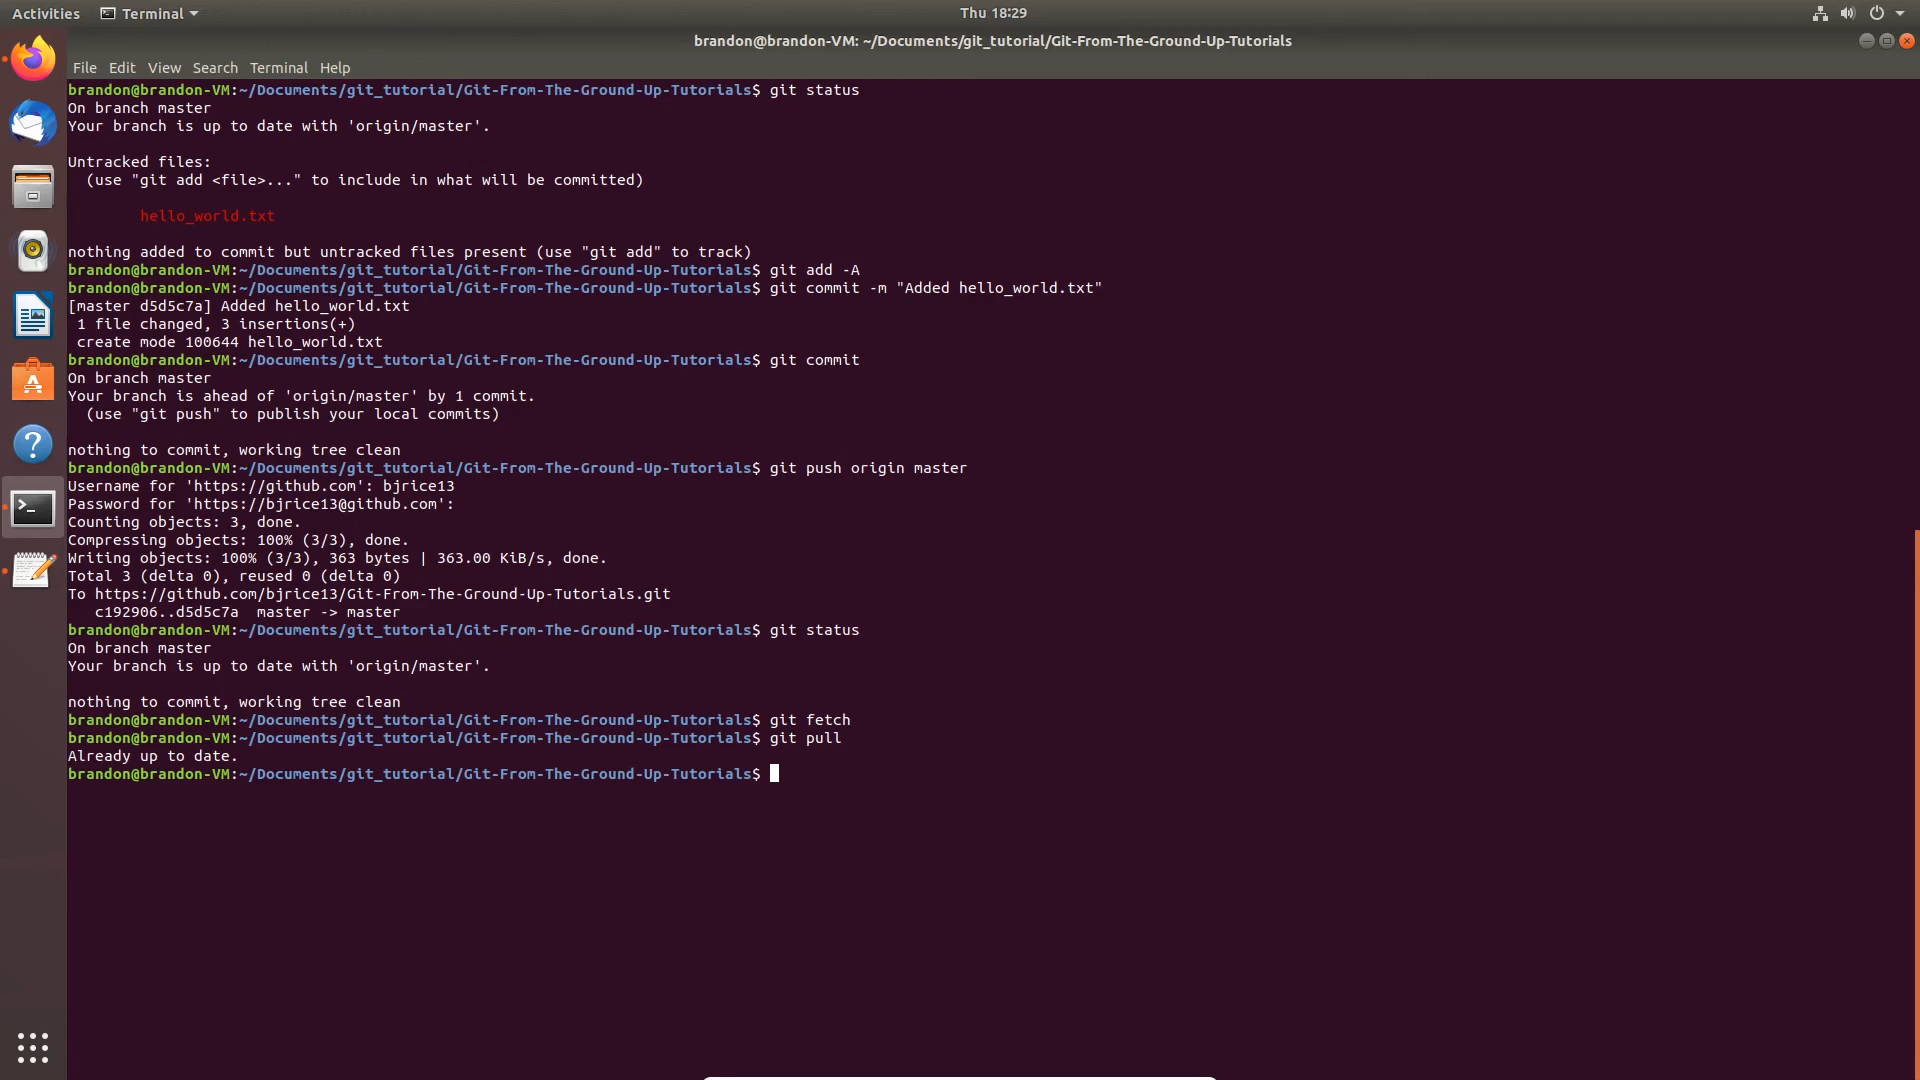 Activities Terminal Thu 18:29
brandon@brandon-VM: ~/Documents/git_tutorial/Git-From-The-Ground-Up-Tutorials
File Edit View Search Terminal Help
brandon@brandon-VM:~/Documents/git_tutorial/Git-From-The-Ground-Up-Tutorials$ git status
On branch master
Your branch is up to date with 'origin/master'.
Untracked files:
(use "git add <file>..." to include in what will be committed)
hello_world.txt
nothing added to commit but untracked files present (use "git add" to track)
brandon@brandon-VM:~/Documents/git_tutorial/Git-From-The-Ground-Up-Tutorials$ git add -A
brandon@brandon-VM:~/Documents/git_tutorial/Git-From-The-Ground-Up-Tutorials$ git commit -m "Added hello_world.txt"
[master d5d5c7a] Added hello_world.txt
1 file changed, 3 insertions(+)
create mode 100644 hello_world.txt
brandon@brandon-VM:~/Documents/git_tutorial/Git-From-The-Ground-Up-Tutorials$ git commit
On branch master
Your branch is ahead of 'origin/master' by 1 commit.
(use "git push" to publish your local commits)
nothing to commit, working tree clean
brandon@brandon-VM:~/Documents/git_tutorial/Git-From-The-Ground-Up-Tutorials$ git push origin master
Username for 'https://github.com': bjrice13
Password for 'https://bjrice13@github.com':
Counting objects: 3, done.
Compressing objects: 100% (3/3), done.
Writing objects: 100% (3/3), 363 bytes | 363.00 KiB/s, done.
Total 3 (delta 0), reused 0 (delta 0)
To https://github.com/bjrice13/Git-From-The-Ground-Up-Tutorials.git
c192906..d5d5c7a master -> master
brandon@brandon-VM:~/Documents/git_tutorial/Git-From-The-Ground-Up-Tutorials$ git status
On branch master
Your branch is up to date with 'origin/master'.
nothing to commit, working tree clean
brandon@brandon-VM:~/Documents/git_tutorial/Git-From-The-Ground-Up-Tutorials$ git fetch
brandon@brandon-VM:~/Documents/git_tutorial/Git-From-The-Ground-Up-Tutorials$ git pull
Already up to date.
brandon@brandon-VM:~/Documents/git_tutorial/Git-From-The-Ground-Up-Tutorials$